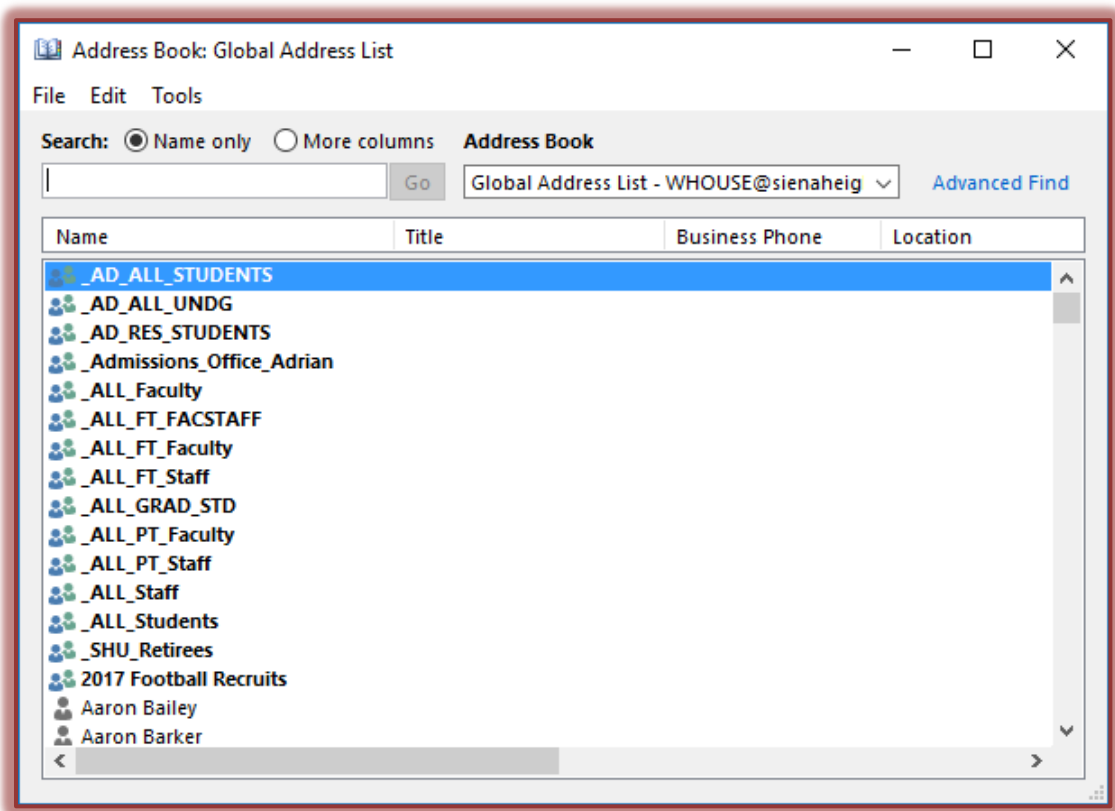 Address Book: Global Address List
File Edit Tools
Search: Name only More columns Address Book
Go Global Address List - WHOUSE@sienaheig Advanced Find
Name Title Business Phone Location
_AD_ALL_STUDENTS
_AD_ALL_UNDG
_AD_RES_STUDENTS
_Admissions_Office_Adrian
_ALL_Faculty
_ALL_FT_FACSTAFF
_ALL_FT_Faculty
_ALL_FT_Staff
_ALL_GRAD_STD
_ALL_PT_Faculty
_ALL_PT_Staff
_ALL_Staff
_ALL_Students
_SHU_Retirees
2017 Football Recruits
Aaron Bailey
Aaron Barker